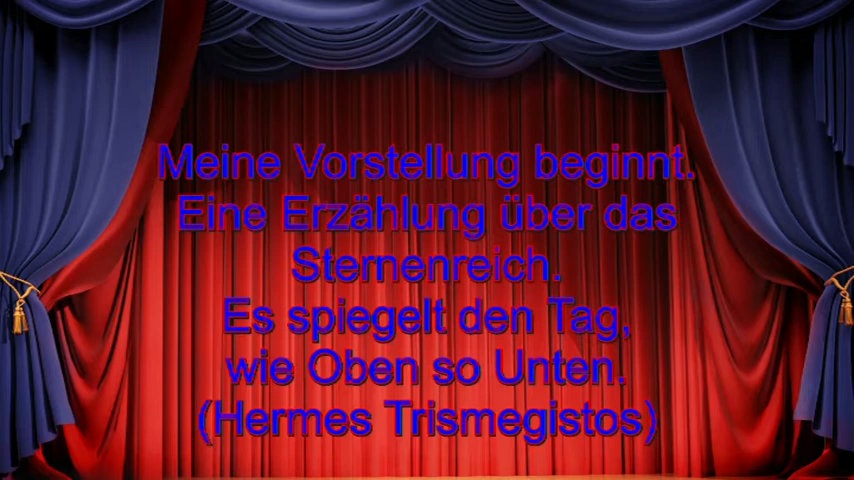 Meine Vorstellung beginnt.
Eine Erzählung über das
Sternenreich.
Es spiegelt den Tag,
wie Oben so Unten.
(Hermes Trismegistos)